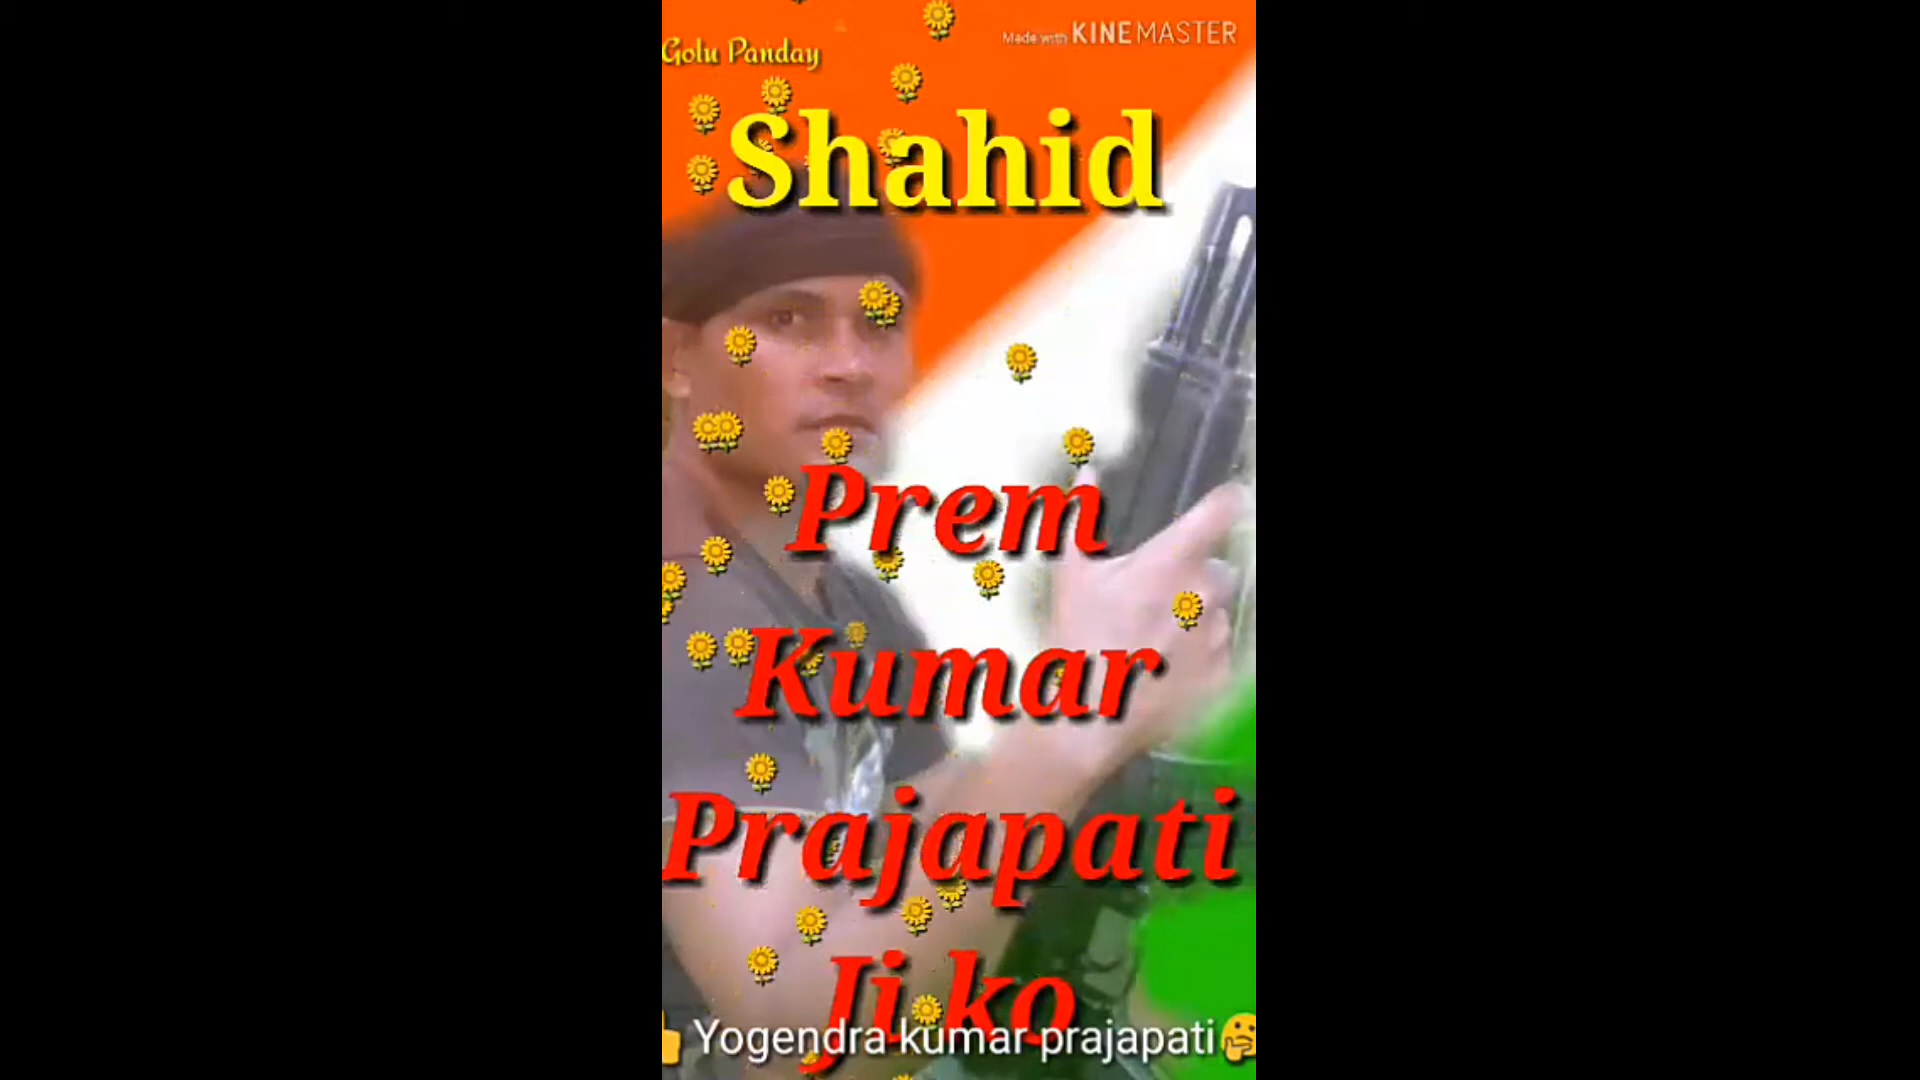 Made with KINEMASTER
Golu Panday
Shahid
Prem
Kumar
Prajapati
Ji ko
Yogendra kumar prajapati